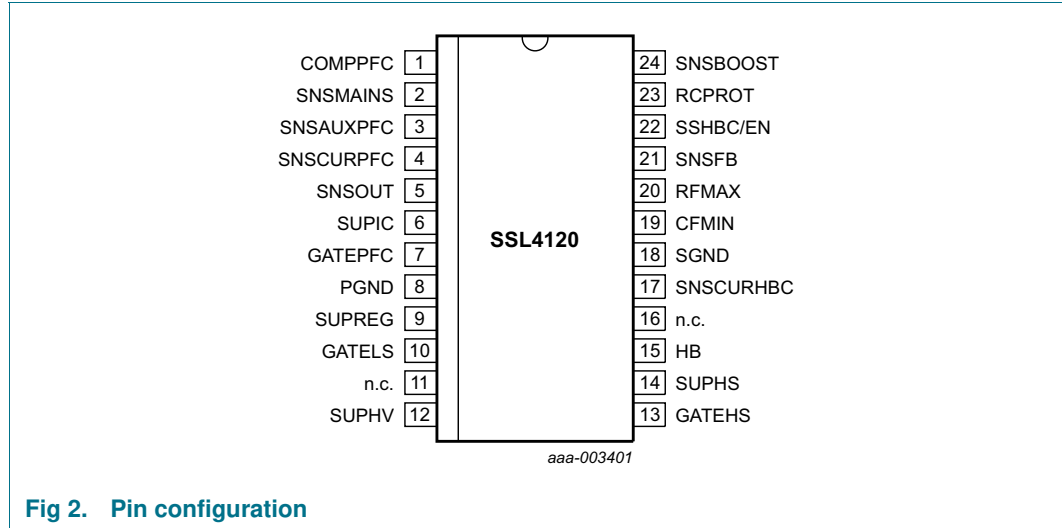 COMPPFC 1
SNSMAINS 2
SNSAUXPFC 3
SNSCURPFC 4
SNSOUT 5
SUPIC 6
GATEPFC 7
PGND 8
SUPREG 9
GATELS 10
n.c. 11
SUPHV 12
SSL4120
24 SNSBOOST
23 RCPROT
22 SSHBC/EN
21 SNSFB
20 RFMAX
19 CFMIN
18 SGND
17 SNSCURHBC
16 n.c.
15 HB
14 SUPHS
13 GATEHS
aaa-003401
Fig 2. Pin configuration